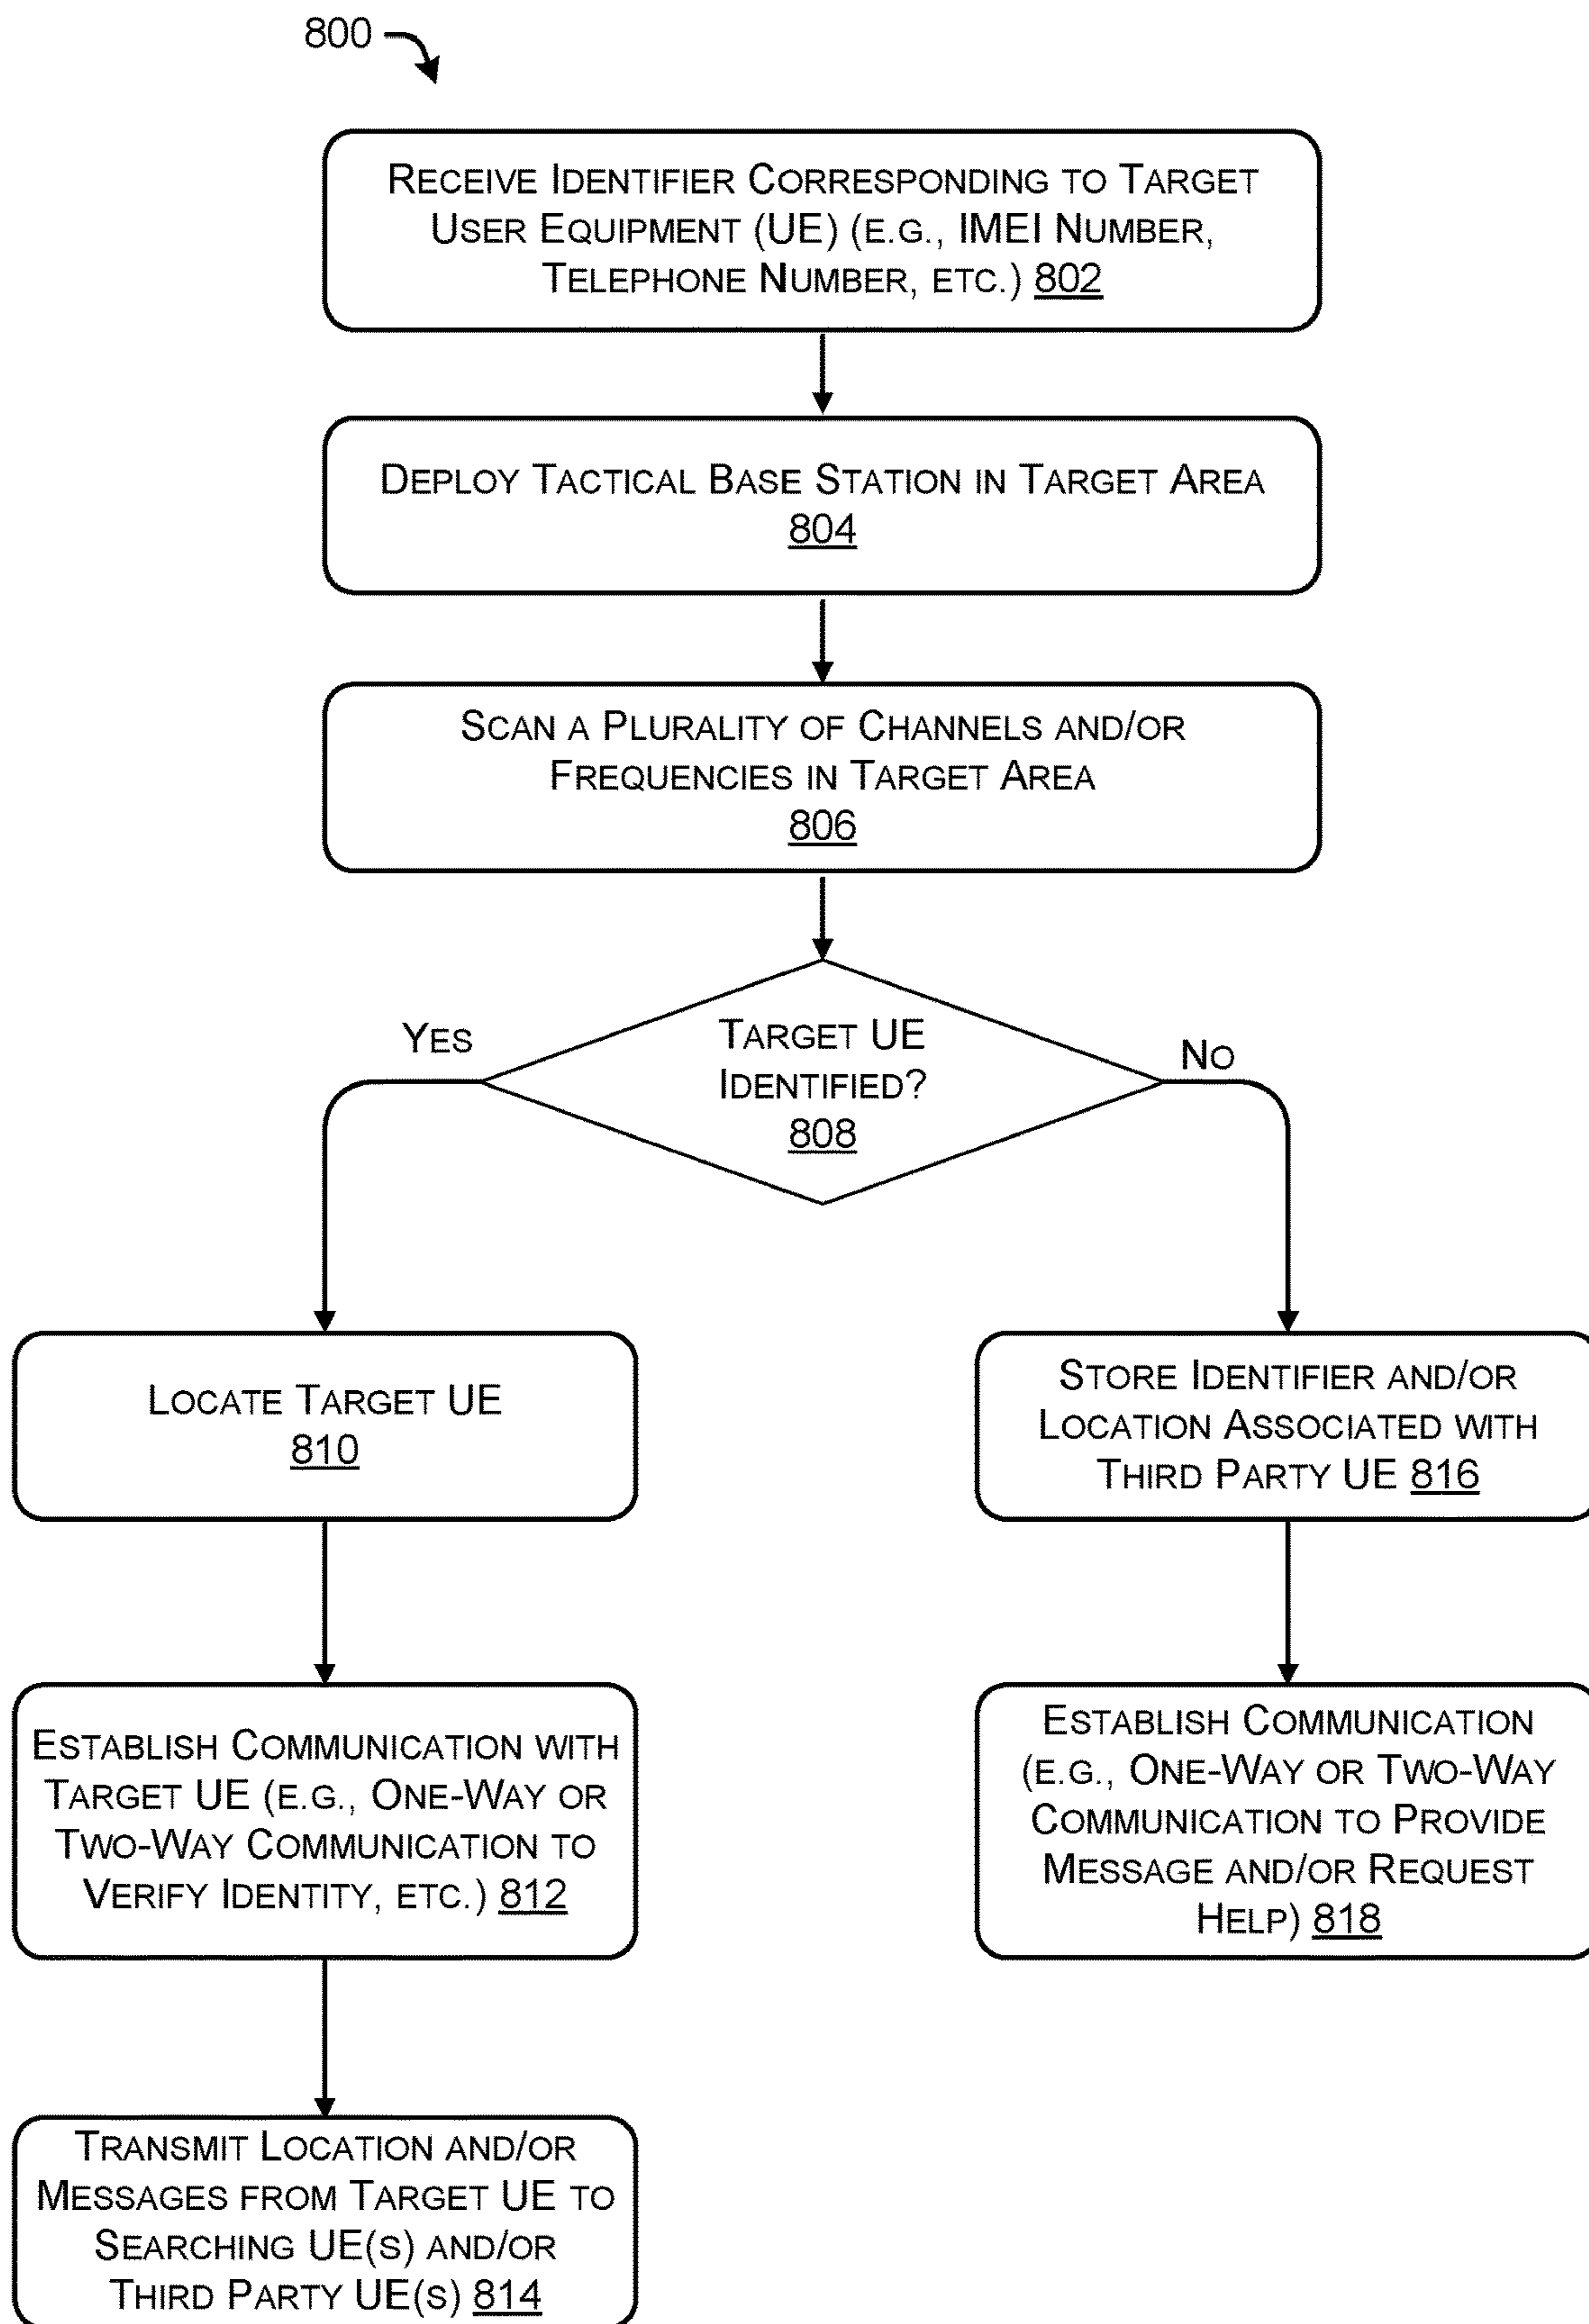 800
Receive Identifier Corresponding to Target
User Equipment (UE) (e.g., IMEI Number,
Telephone Number, etc.) 802
Deploy Tactical Base Station in Target Area
804
Scan a Plurality of Channels and/or
Frequencies in Target Area
806
Target UE
Identified?
808
Yes
No
Locate Target UE
810
Establish Communication with
Target UE (e.g., One-Way or
Two-Way Communication to
Verify Identity, etc.) 812
Transmit Location and/or
Messages from Target UE to
Searching UE(s) and/or
Third Party UE(s) 814
Store Identifier and/or
Location Associated with
Third Party UE 816
Establish Communication
(e.g., One-Way or Two-Way
Communication to Provide
Message and/or Request
Help) 818